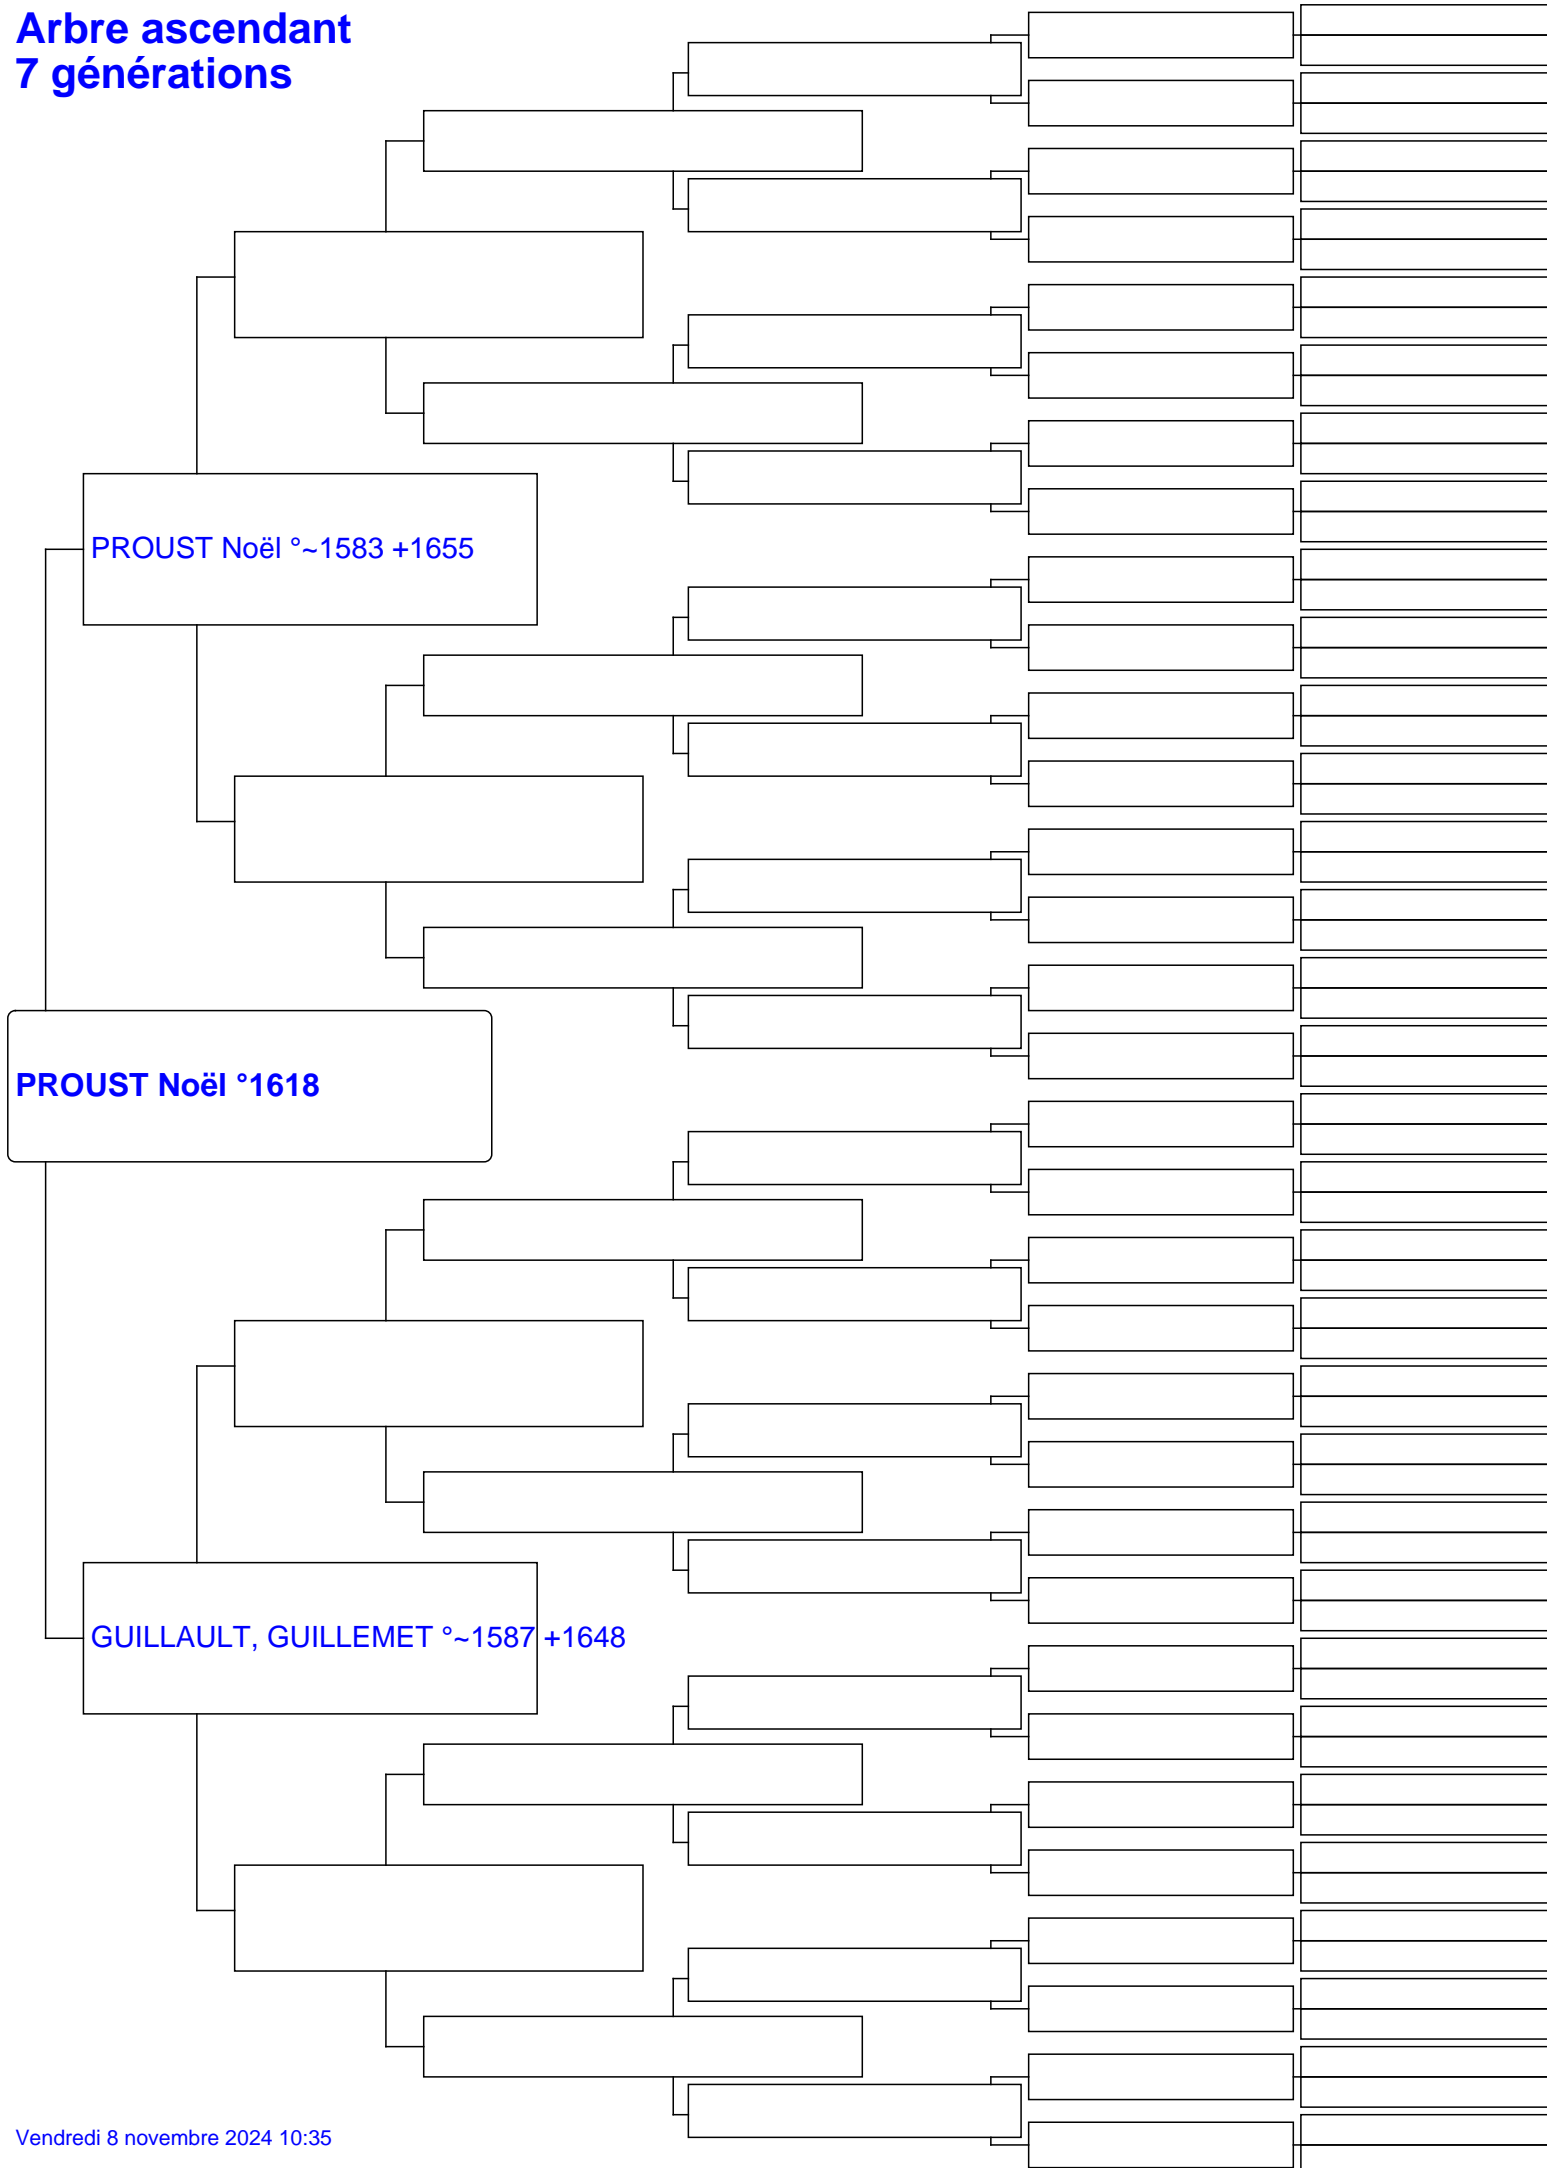 Arbre ascendant
7 générations
PROUST Noël °~1583 +1655
PROUST Noël °1618
GUILLAULT, GUILLEMET °~1587 +1648
Vendredi 8 novembre 2024 10:35